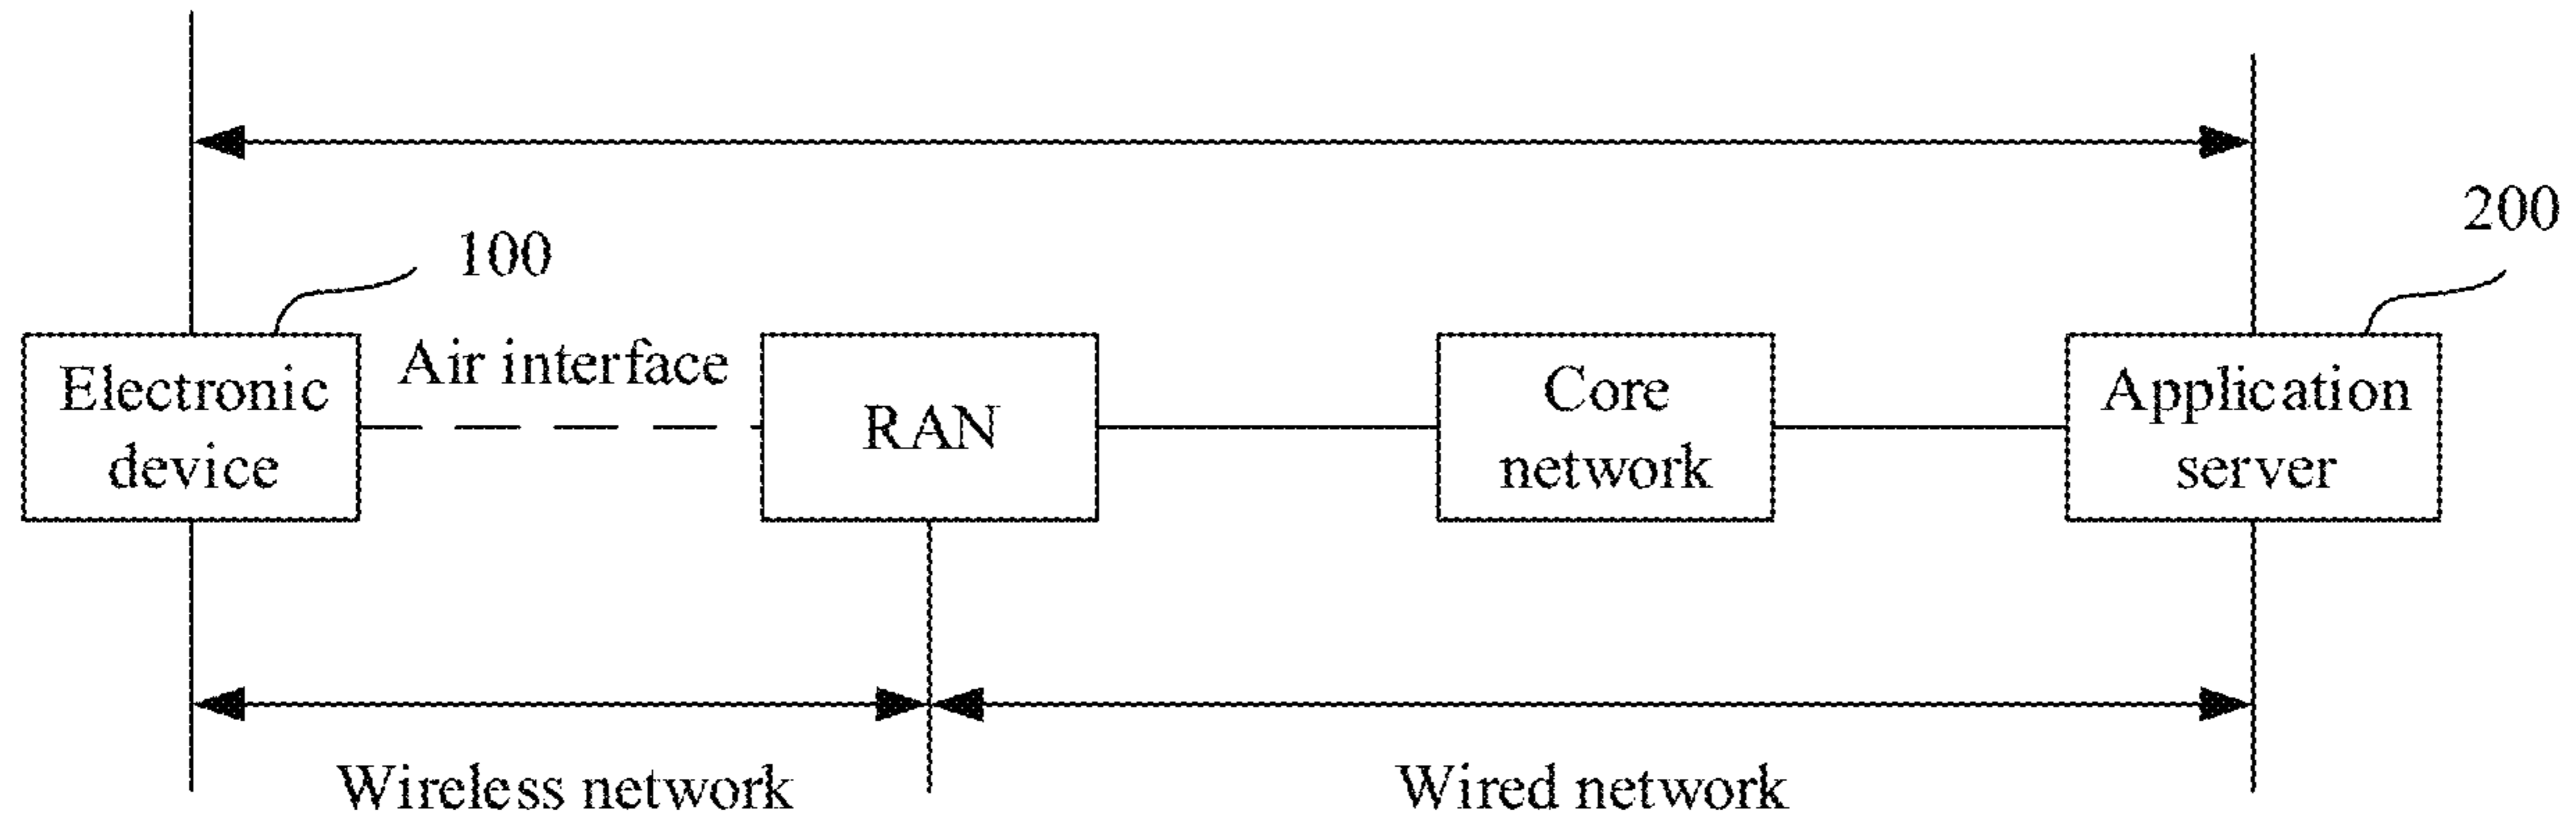 100
200
Electronic
device
Air interface
RAN
Core
network
Application
server
Wireless network
Wired network